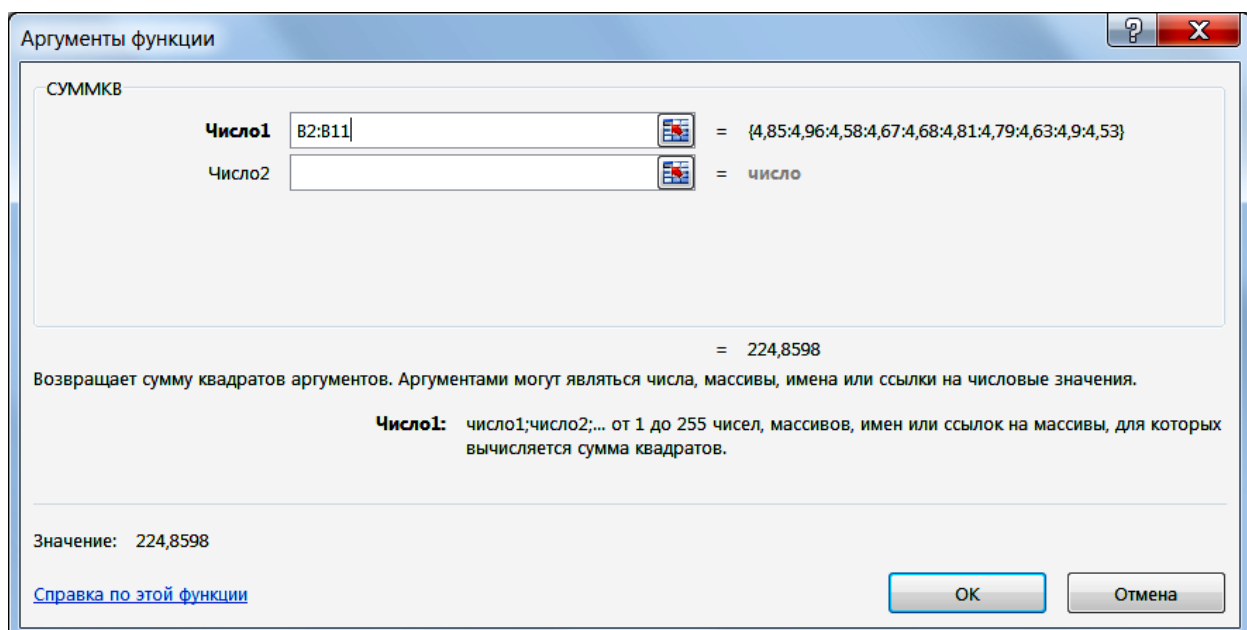 Аргументы функции
СУММКВ
Число1 B2:B11 = {4,85:4,96:4,58:4,67:4,68:4,81:4,79:4,63:4,9:4,53}
Число2 = число
= 224,8598
Возвращает сумму квадратов аргументов. Аргументами могут являться числа, массивы, имена или ссылки на числовые значения.
Число1: число1;число2;... от 1 до 255 чисел, массивов, имен или ссылок на массивы, для которых
вычисляется сумма квадратов.
Значение: 224,8598
Справка по этой функции
ОК
Отмена